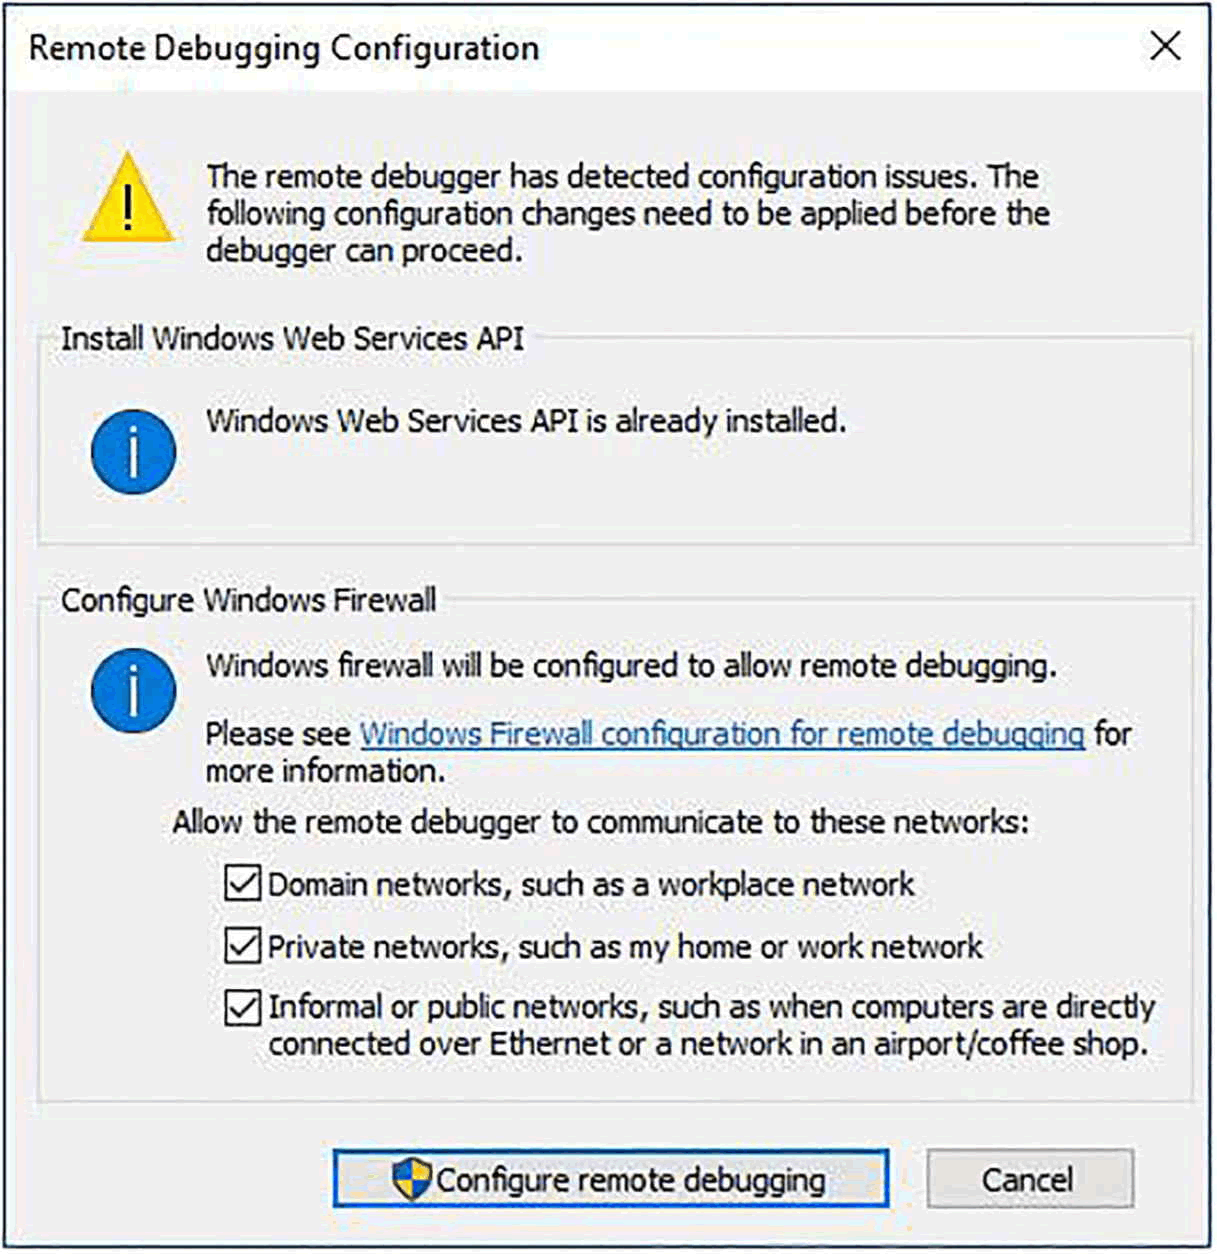 Remote Debugging Configuration
The remote debugger has detected configuration issues. The
following configuration changes need to be applied before the
debugger can proceed.
Install Windows Web Services API
Windows Web Services API is already installed.
Configure Windows Firewall
Windows firewall will be configured to allow remote debugging.
Please see Windows Firewall configuration for remote debugging for
more information.
Allow the remote debugger to communicate to these networks:
Domain networks, such as a workplace network
Private networks, such as my home or work network
Informal or public networks, such as when computers are directly
connected over Ethernet or a network in an airport/coffee shop.
Configure remote debugging
Cancel